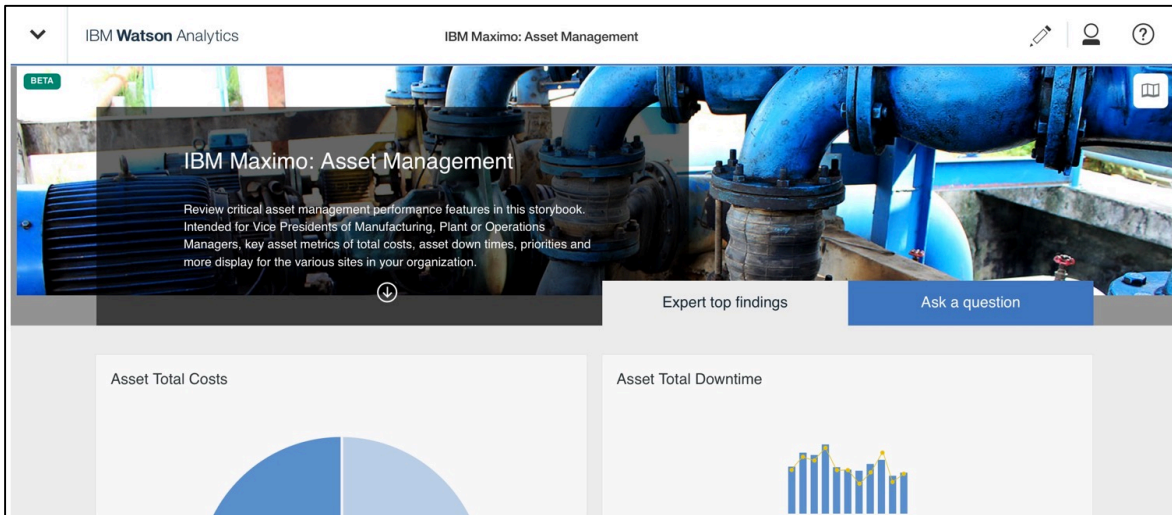 IBM Watson Analytics
IBM Maximo: Asset Management
BETA
IBM Maximo: Asset Management
Review critical asset management performance features in this storybook.
Intended for Vice Presidents of Manufacturing, Plant or Operations
Managers, key asset metrics of total costs, asset down times, priorities and
more display for the various sites in your organization.
Expert top findings
Ask a question
Asset Total Costs
Asset Total Downtime